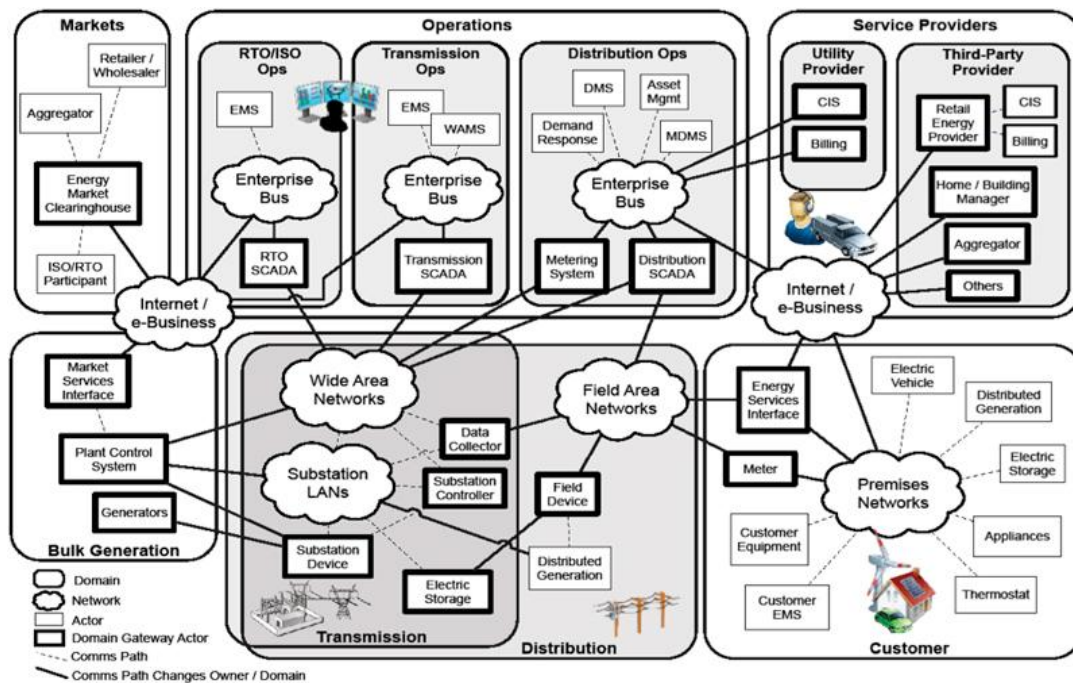 Markets
Retailer /
Wholesaler
Aggregator
Energy
Market
Clearinghouse
ISO/RTO
Participant
Internet /
e-Business
Operations
RTO/ISO
Ops
EMS
Enterprise
Bus
RTO
SCADA
Transmission
Ops
EMS
WAMS
Enterprise
Bus
Transmission
SCADA
Distribution Ops
DMS
Asset
Mgmt
Demand
Response
MDMS
Enterprise
Bus
Metering
System
Distribution
SCADA
Service Providers
Utility
Provider
CIS
Billing
Third-Party
Provider
Retail
Energy
Provider
CIS
Billing
Home / Building
Manager
Aggregator
Others
Internet /
e-Business
Market
Services
Interface
Plant Control
System
Generators
Bulk Generation
Wide Area
Networks
Substation
LANs
Data
Collector
Substation
Controller
Substation
Device
Electric
Storage
Transmission
Field Area
Networks
Field
Device
Distributed
Generation
Distribution
Energy
Services
Interface
Meter
Electric
Vehicle
Distributed
Generation
Electric
Storage
Premises
Networks
Appliances
Thermostat
Customer
Equipment
Customer
EMS
Customer
Domain
Network
Actor
Domain Gateway Actor
Comms Path
Comms Path Changes Owner / Domain